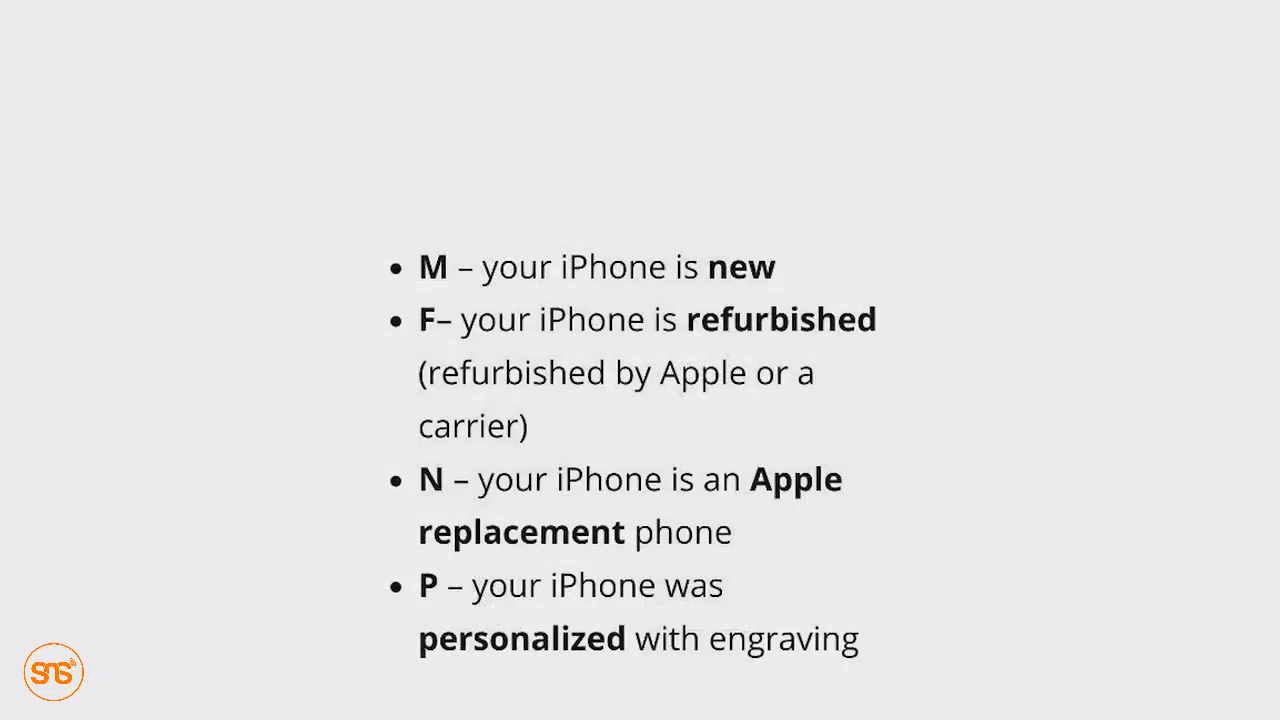 • M – your iPhone is new
• F– your iPhone is refurbished
(refurbished by Apple or a
carrier)
• N – your iPhone is an Apple
replacement phone
• P – your iPhone was
personalized with engraving
SNS